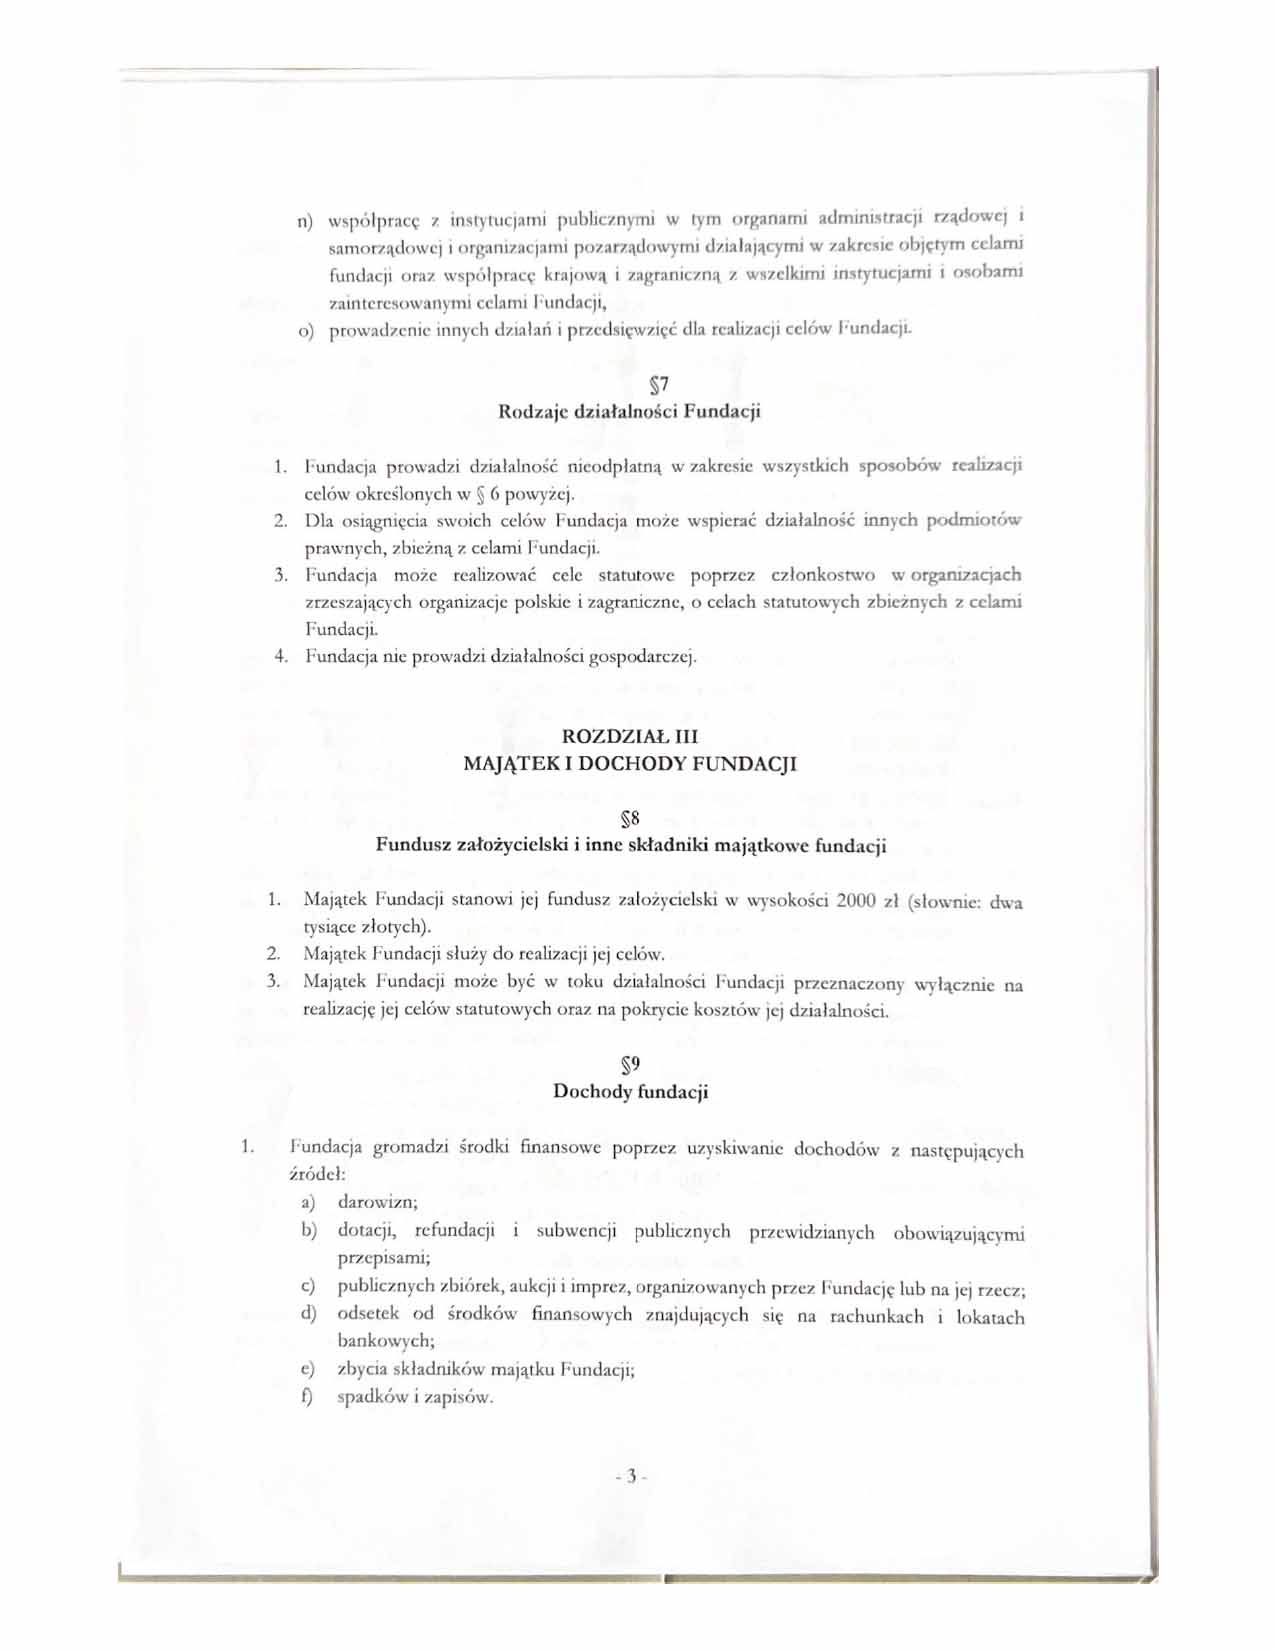 n) współpracę z instytucjami publicznymi w tym organami administracji rządowej i
samorządowej i organizacjami pozarządowymi działającymi w zakresie objętym celami
fundacji oraz współpracę krajową i zagraniczną z wszelkimi instytucjami i osobami
zainteresowanymi celami Fundacji,
o) prowadzenie innych działań i przedsięwzięć dla realizacji celów Fundacji.
§7
Rodzaje działalności Fundacji
1. Fundacja prowadzi działalność nieodpłatną w zakresie wszystkich sposobów realizacji
celów określonych w § 6 powyżej.
2. Dla osiągnięcia swoich celów Fundacja może wspierać działalność innych podmiotów
prawnych, zbieżną z celami Fundacji.
3. Fundacja może realizować cele statutowe poprzez członkostwo w organizacjach
zrzeszających organizacje polskie i zagraniczne, o celach statutowych zbieżnych z celami
Fundacji.
4. Fundacja nie prowadzi działalności gospodarczej.
ROZDZIAŁ III
MAJĄTEK I DOCHODY FUNDACJI
§8
Fundusz założycielski i inne składniki majątkowe fundacji
1. Majątek Fundacji stanowi jej fundusz założycielski w wysokości 2000 zł (słownie: dwa
tysiące złotych).
2. Majątek Fundacji służy do realizacji jej celów.
3. Majątek Fundacji może być w toku działalności Fundacji przeznaczony wyłącznie na
realizację jej celów statutowych oraz na pokrycie kosztów jej działalności.
§9
Dochody fundacji
1. Fundacja gromadzi środki finansowe poprzez uzyskiwanie dochodów z następujących
źródeł:
a) darowizn;
b) dotacji, refundacji i subwencji publicznych przewidzianych obowiązującymi
przepisami;
c) publicznych zbiórek, aukcji i imprez, organizowanych przez Fundację lub na jej rzecz;
d) odsetek od środków finansowych znajdujących się na rachunkach i lokatach
bankowych;
e) zbycia składników majątku Fundacji;
f) spadków i zapisów.
- 3 -